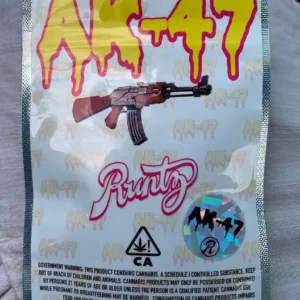 AK-47
Runtz
AK-47
R
CA
GOVERNMENT WARNING: THIS PRODUCT CONTAINS CANNABIS, A SCHEDULE I CONTROLLED SUBSTANCE. KEEP
OUT OF REACH OF CHILDREN AND ANIMALS. CANNABIS PRODUCTS MAY ONLY BE POSSESSED OR CONSUMED
BY PERSONS 21 YEARS OF AGE OR OLDER UNLESS THE PERSON IS A QUALIFIED PATIENT. CANNABIS USE
WHILE PREGNANT OR BREASTFEEDING MAY BE HARMFUL. CONSUMPTION OF CANNABIS PRODUCTS IMPAIRS